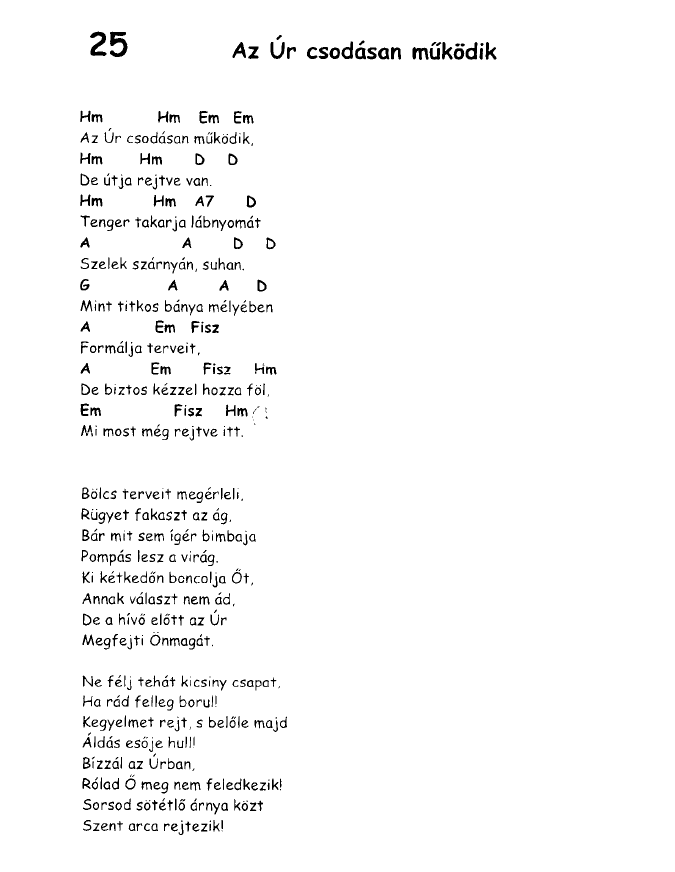 25 Az Úr csodásan működik
Hm Hm Em Em
Az Úr csodásan működik,
Hm Hm D D
De útja rejtve van.
Hm Hm A7 D
Tenger takarja lábnyomát
A A D D
Szelek szárnyán, suhan.
G A A D
Mint titkos bánya mélyében
A Em Fisz
Formálja terveit,
A Em Fisz Hm
De biztos kézzel hozza föl,
Em Fisz Hm
Mi most még rejtve itt.
Bölcs terveit megérleli,
Rügyet fakaszt az ág,
Bár mit sem ígér bimbaja
Pompás lesz a virág.
Ki kétkedőn boncolja Őt,
Annak választ nem ád,
De a hívő előtt az Úr
Megfejti Önmagát.
Ne félj tehát kicsiny csapat,
Ha rád felleg borul!
Kegyelmet rejt, s belőle majd
Áldás esője hull!
Bízzál az Úrban,
Rólad Ő meg nem feledkezik!
Sorsod sötétlő árnya közt
Szent arca rejtezik!